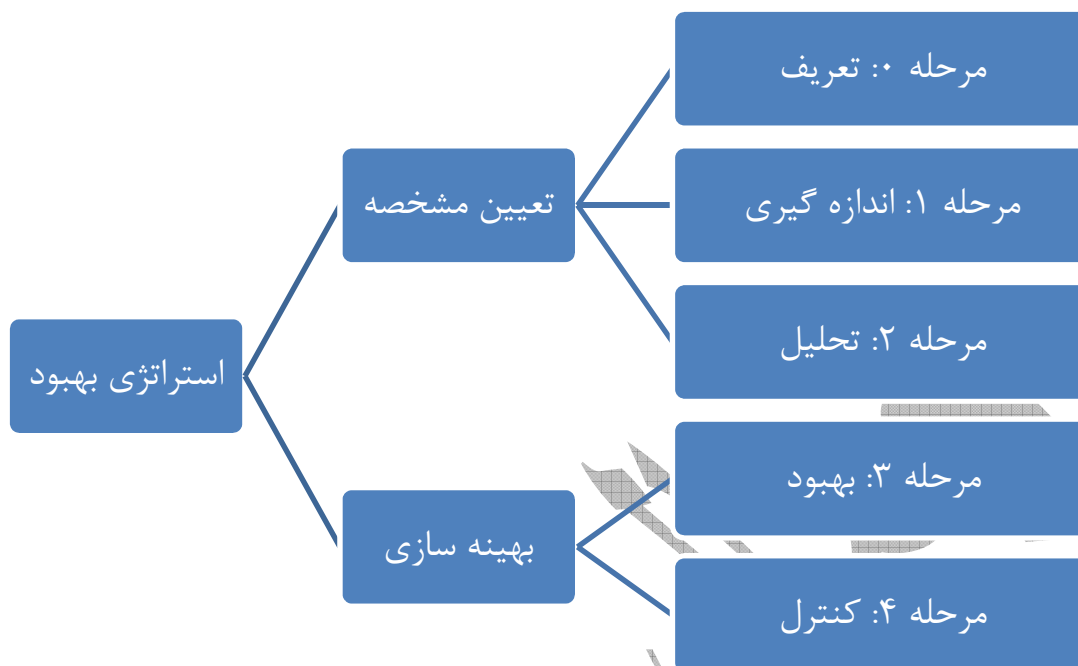 مرحله ۰: تعریف
مرحله ۱: اندازه گیری
مرحله ۲: تحلیل
مرحله ۳: بهبود
مرحله ۴: کنترل
تعیین مشخصه
بهینه سازی
استراتژی بهبود